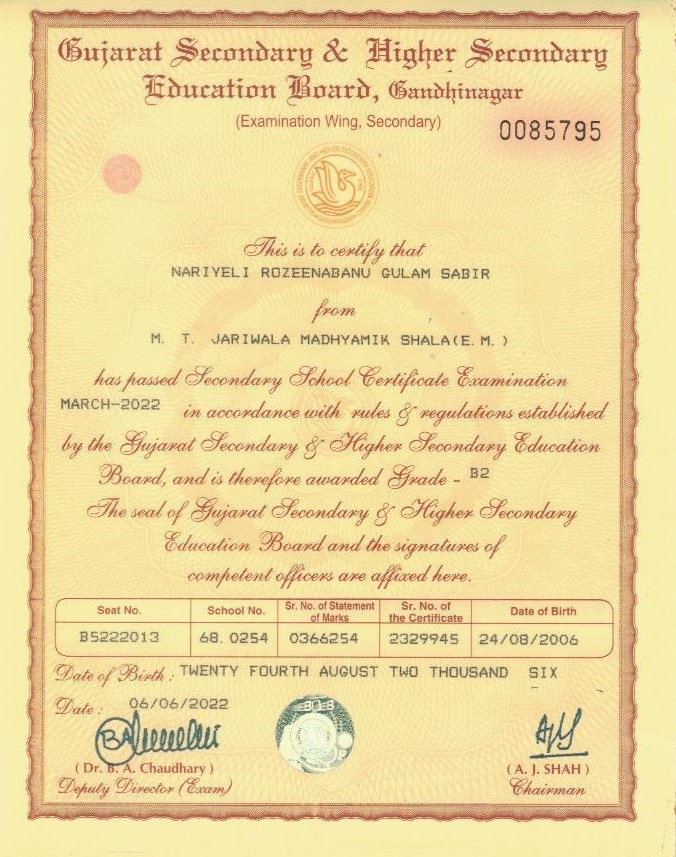 Gujarat Secondary & Higher Secondary
Education Board, Gandhinagar
(Examination Wing, Secondary)
0085795
This is to certify that
NARIYELI ROZEENABANU GULAM SABIR
from
M. T. JARIWALA MADHYAMIK SHALA(E.M.)
has passed Secondary School Certificate Examination
MARCH-2022 in accordance with rules & regulations established
by the Gujarat Secondary & Higher Secondary Education
Board, and is therefore awarded Grade - B2
The seal of Gujarat Secondary & Higher Secondary
Education Board and the signatures of
competent officers are affixed here.
Seat No. School No. Sr. No. of Statement of Marks Sr. No. of the Certificate Date of Birth
B5222013 68.0254 0366254 2329945 24/08/2006
Date of Birth : TWENTY FOURTH AUGUST TWO THOUSAND SIX
Date : 06/06/2022
( Dr. B. A. Chaudhary ) ( A. J. SHAH )
Deputy Director (Exam) Chairman